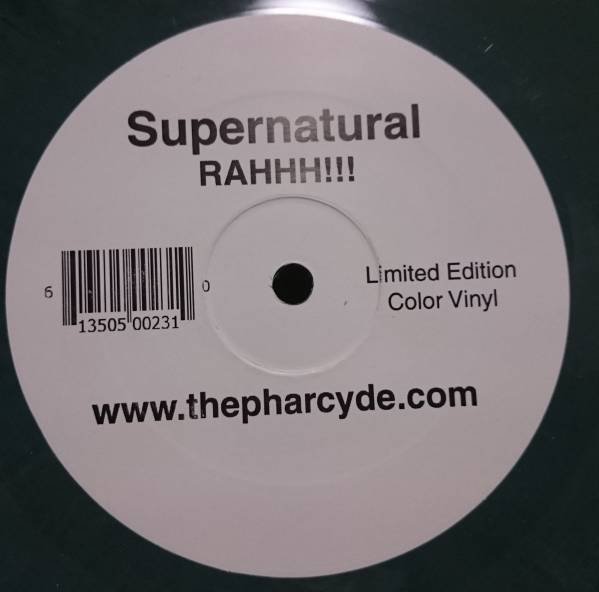 Supernatural
RAHHH!!!
6 13505 00231 0
Limited Edition
Color Vinyl
www.thepharcyde.com